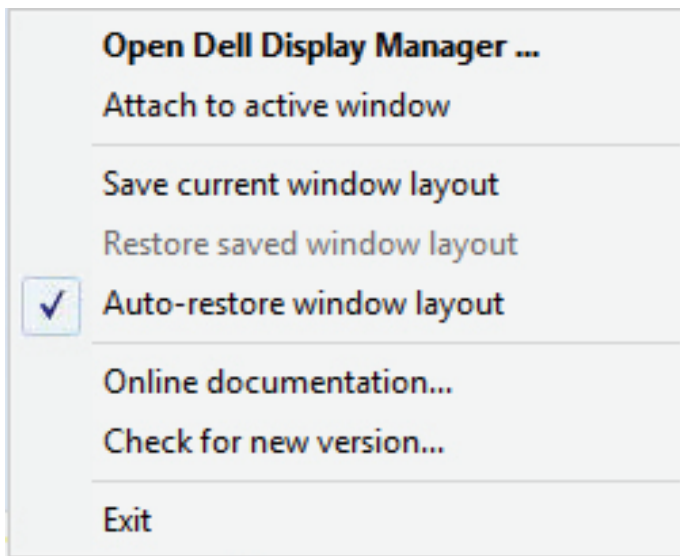 Open Dell Display Manager ...
Attach to active window
Save current window layout
Restore saved window layout
Auto-restore window layout
Online documentation...
Check for new version...
Exit